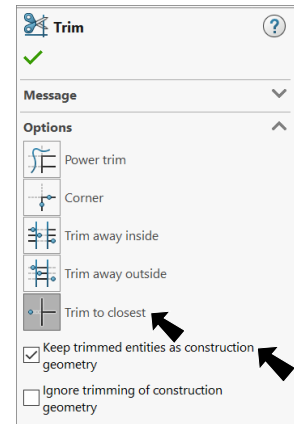 Trim
?
Message
Options
Power trim
Corner
Trim away inside
Trim away outside
Trim to closest
Keep trimmed entities as construction
geometry
Ignore trimming of construction
geometry